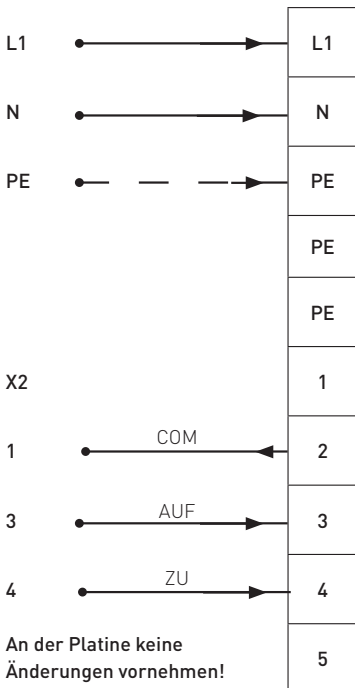 L1 L1
N N
PE PE
PE
PE
X2 1
1 COM 2
3 AUF 3
4 ZU 4
An der Platine keine
Änderungen vornehmen! 5